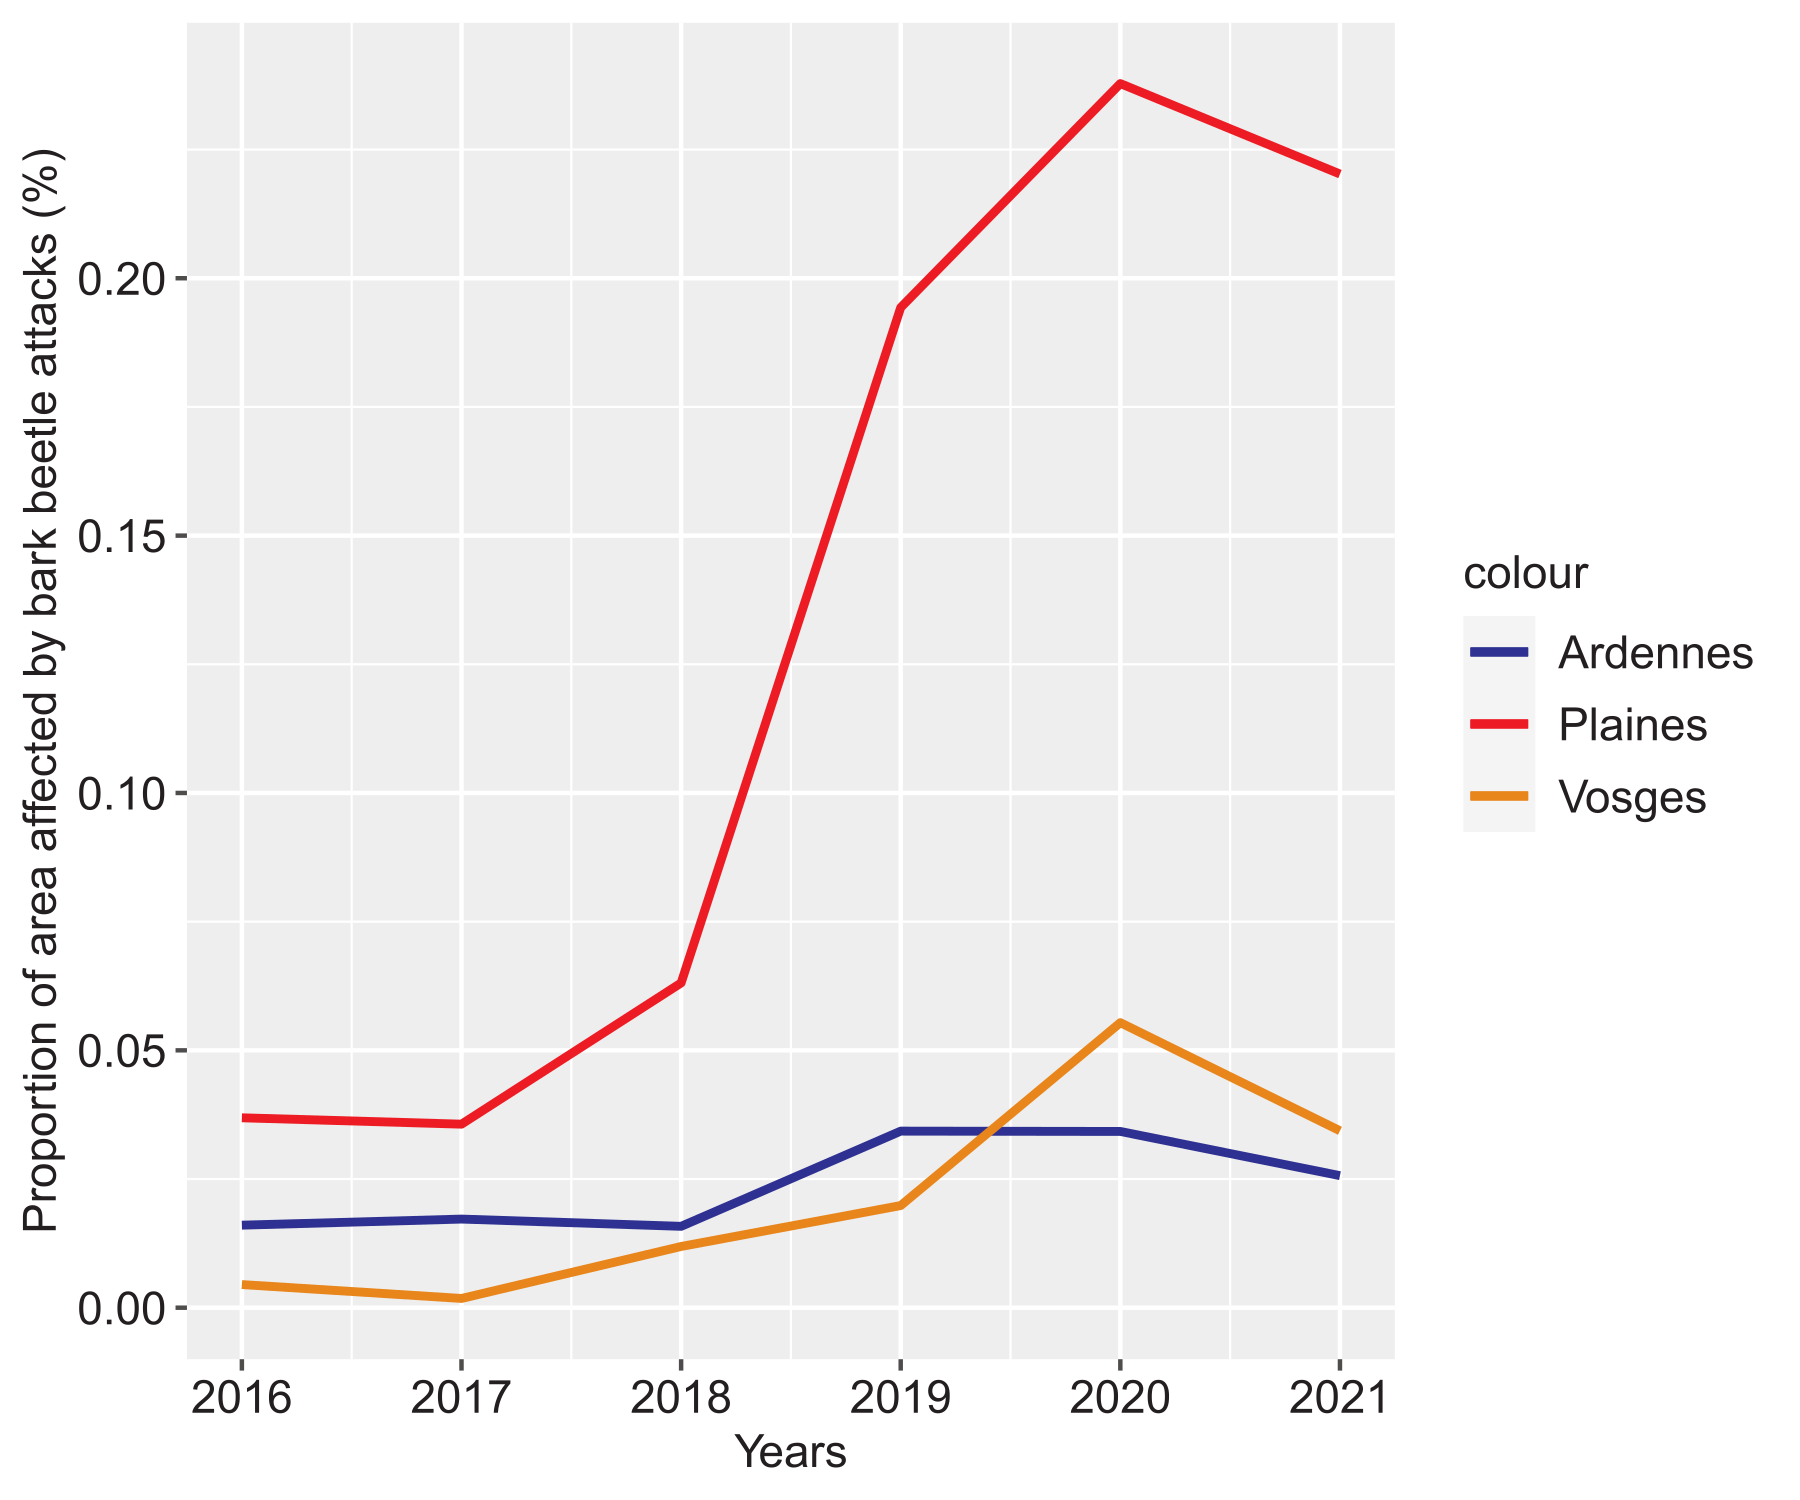 Proportion of area affected by bark beetle attacks (%)
0.20
0.15
0.10
0.05
0.00
2016 2017 2018 2019 2020 2021
Years
colour
Ardennes
Plaines
Vosges